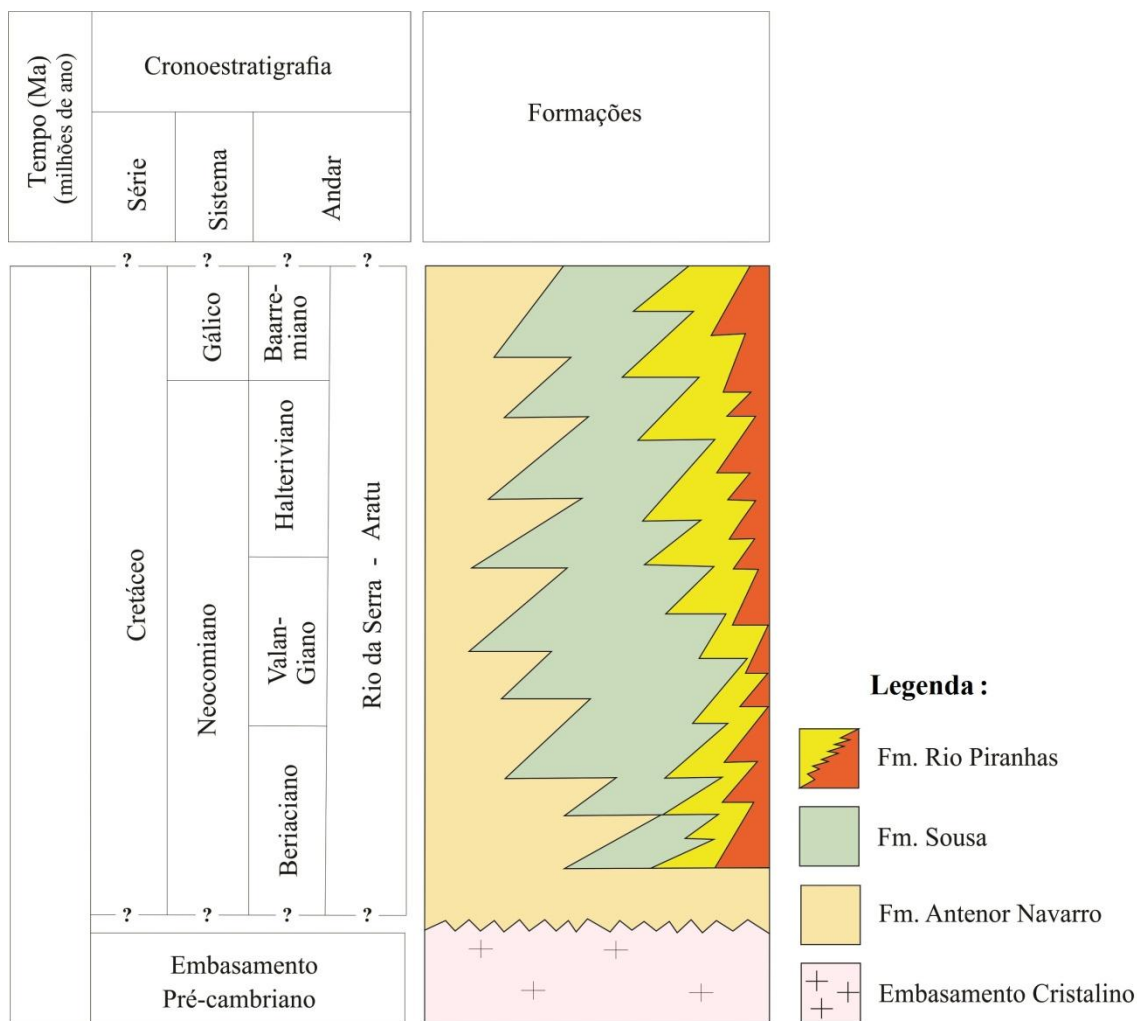 Tempo (Ma)
(milhões de ano)
Cronoestratigrafia
Série
Sistema
Andar
Formações
? ? ? ?
Cretáceo
Gálico
Neocomiano
Baarre-
miano
Halteriviano
Valan-
Giano
Beriaciano
Rio da Serra - Aratu
? ? ? ?
Embasamento
Pré-cambriano
Legenda :
Fm. Rio Piranhas
Fm. Sousa
Fm. Antenor Navarro
Embasamento Cristalino